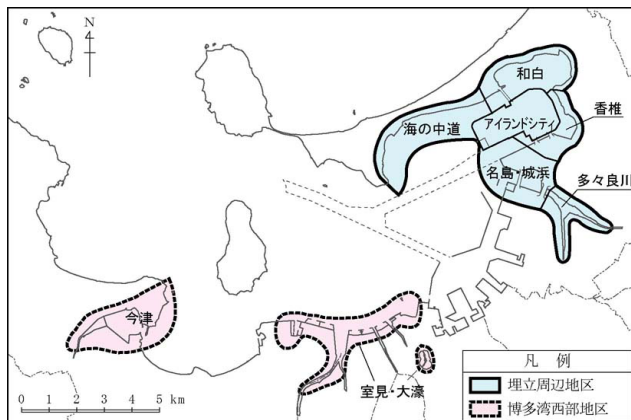 N
4
和白
海の中道
アイランドシティ
香椎
名島・城浜
多々良川
今津
室見・大濠
0 1 2 3 4 5 km
凡 例
埋立周辺地区
博多湾西部地区